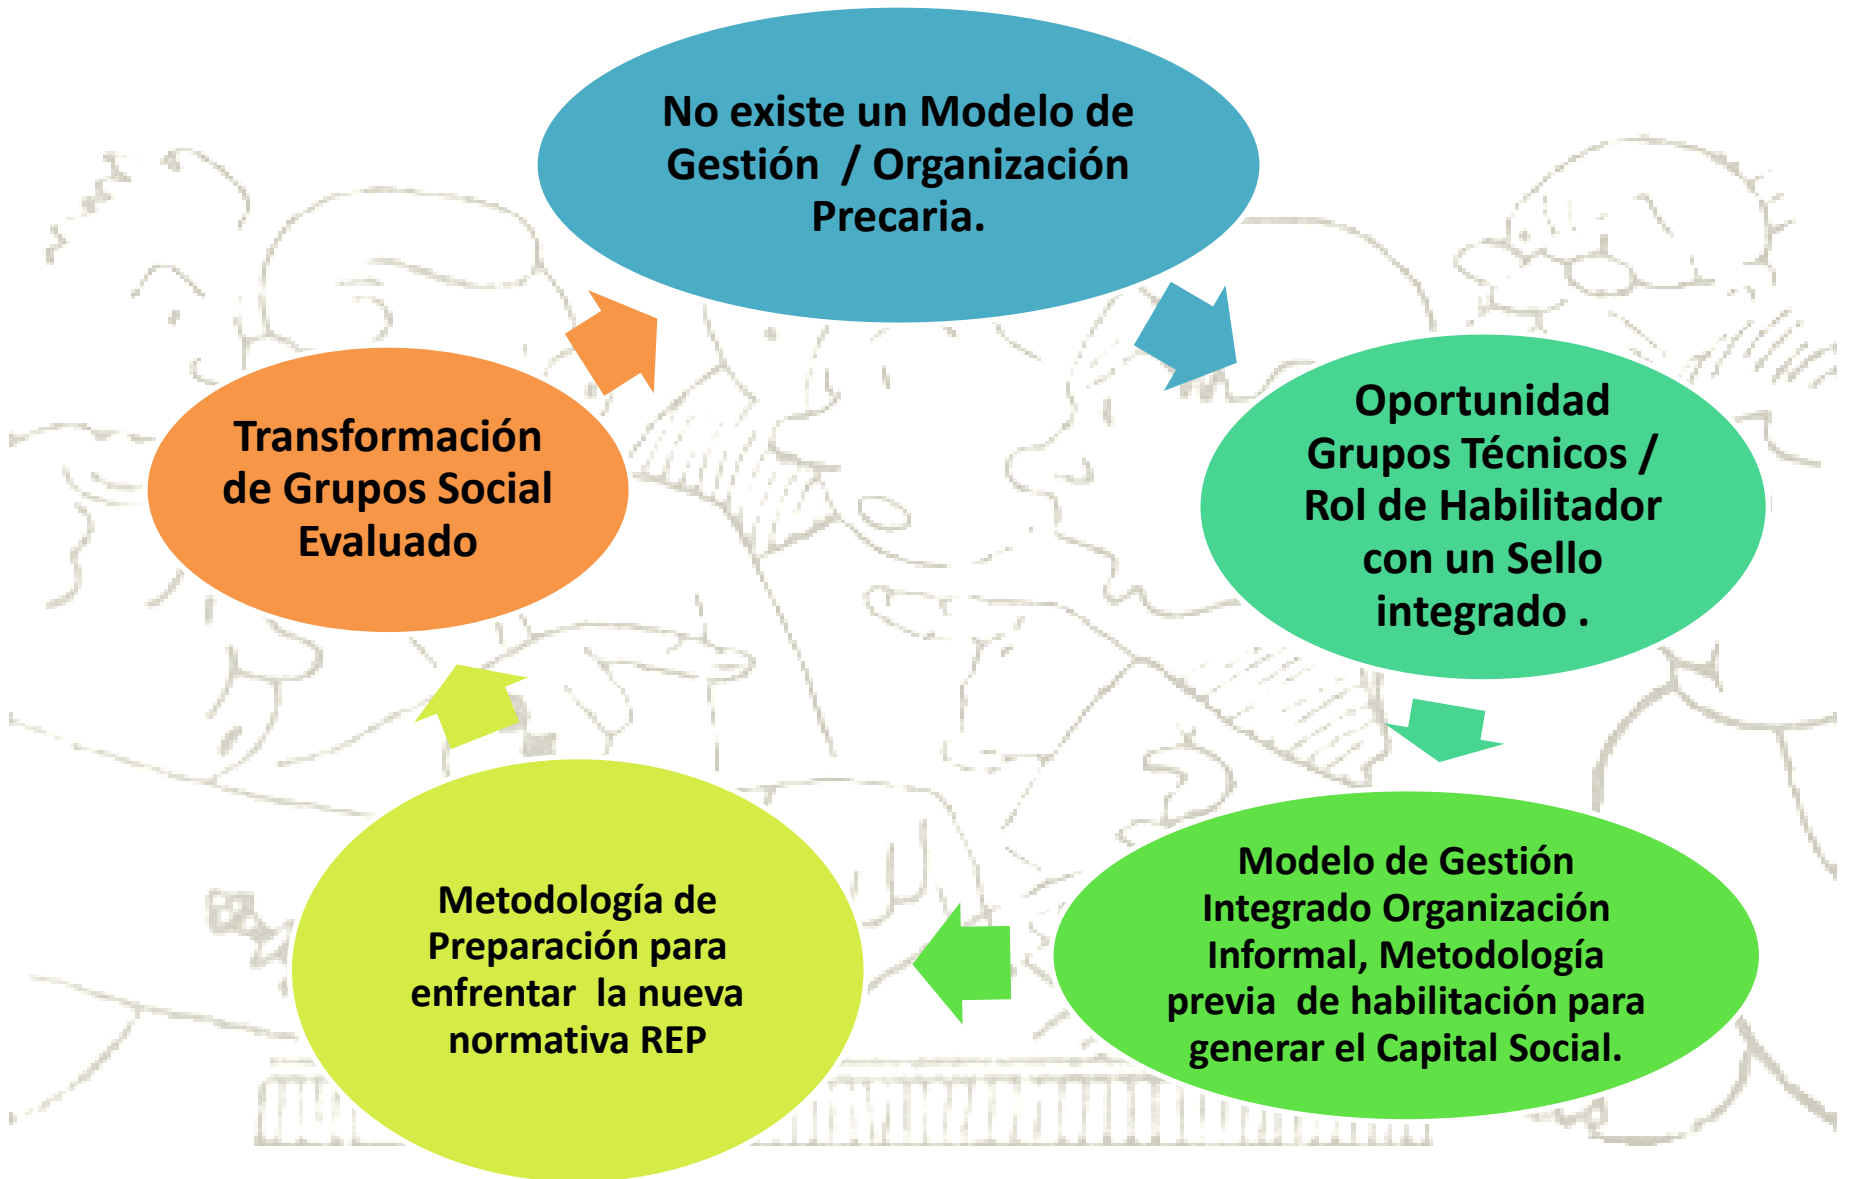 No existe un Modelo de
Gestión / Organización
Precaria.
Oportunidad
Grupos Técnicos /
Rol de Habilitador
con un Sello
integrado .
Modelo de Gestión
Integrado Organización
Informal, Metodología
previa de habilitación para
generar el Capital Social.
Metodología de
Preparación para
enfrentar la nueva
normativa REP
Transformación
de Grupos Social
Evaluado